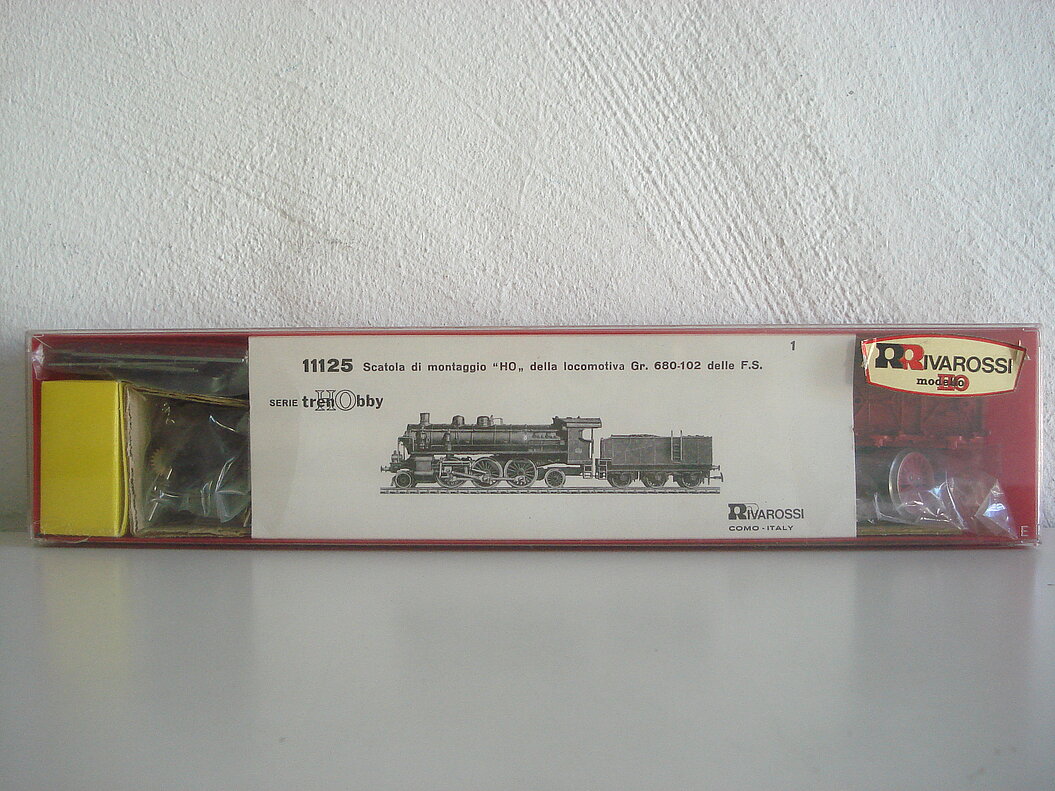 1
11125 Scatola di montaggio "HO„ della locomotiva Gr. 680-102 delle F.S.
SERIE trenHObby
RIVAROSSI
COMO - ITALY
RRIVAROSSI
modello HO
E